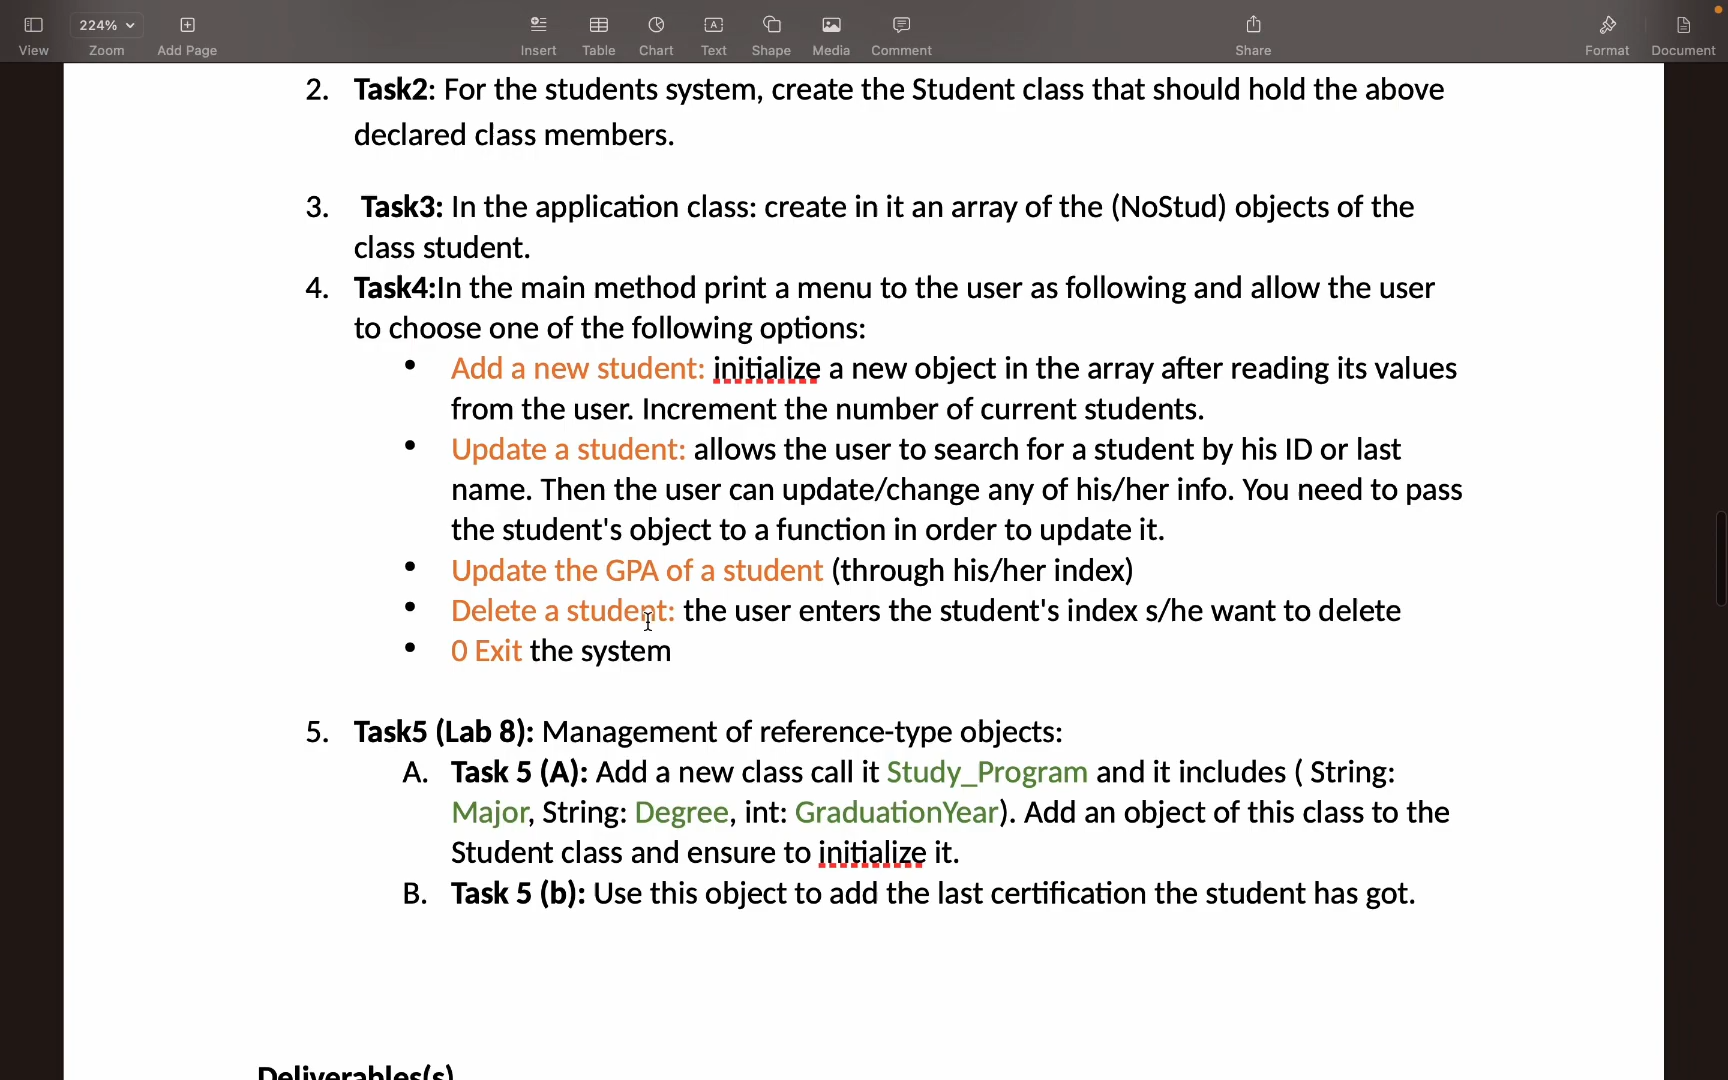 View
224%
Zoom
Add Page
Insert
Table
Chart
Text
Shape
Media
Comment
Share
Format
Document
2. Task2: For the students system, create the Student class that should hold the above
declared class members.
3. Task3: In the application class: create in it an array of the (NoStud) objects of the
class student.
4. Task4:In the main method print a menu to the user as following and allow the user
to choose one of the following options:
• Add a new student: initialize a new object in the array after reading its values
from the user. Increment the number of current students.
• Update a student: allows the user to search for a student by his ID or last
name. Then the user can update/change any of his/her info. You need to pass
the student's object to a function in order to update it.
• Update the GPA of a student (through his/her index)
• Delete a student: the user enters the student's index s/he want to delete
• 0 Exit the system
5. Task5 (Lab 8): Management of reference-type objects:
A. Task 5 (A): Add a new class call it Study_Program and it includes ( String:
Major, String: Degree, int: GraduationYear). Add an object of this class to the
Student class and ensure to initialize it.
B. Task 5 (b): Use this object to add the last certification the student has got.
Deliverables(s)